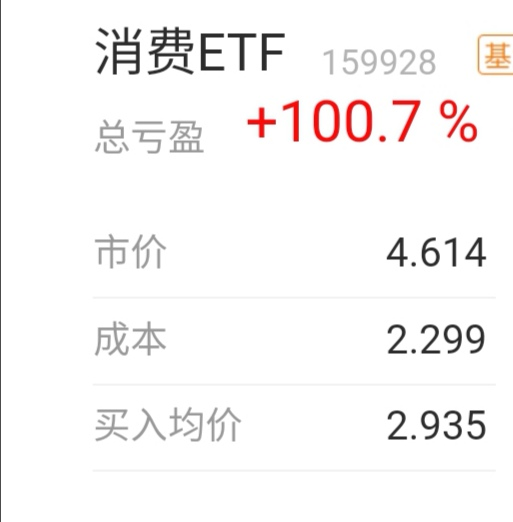 消费ETF 159928 基
总亏盈 +100.7 %
市价 4.614
成本 2.299
买入均价 2.935